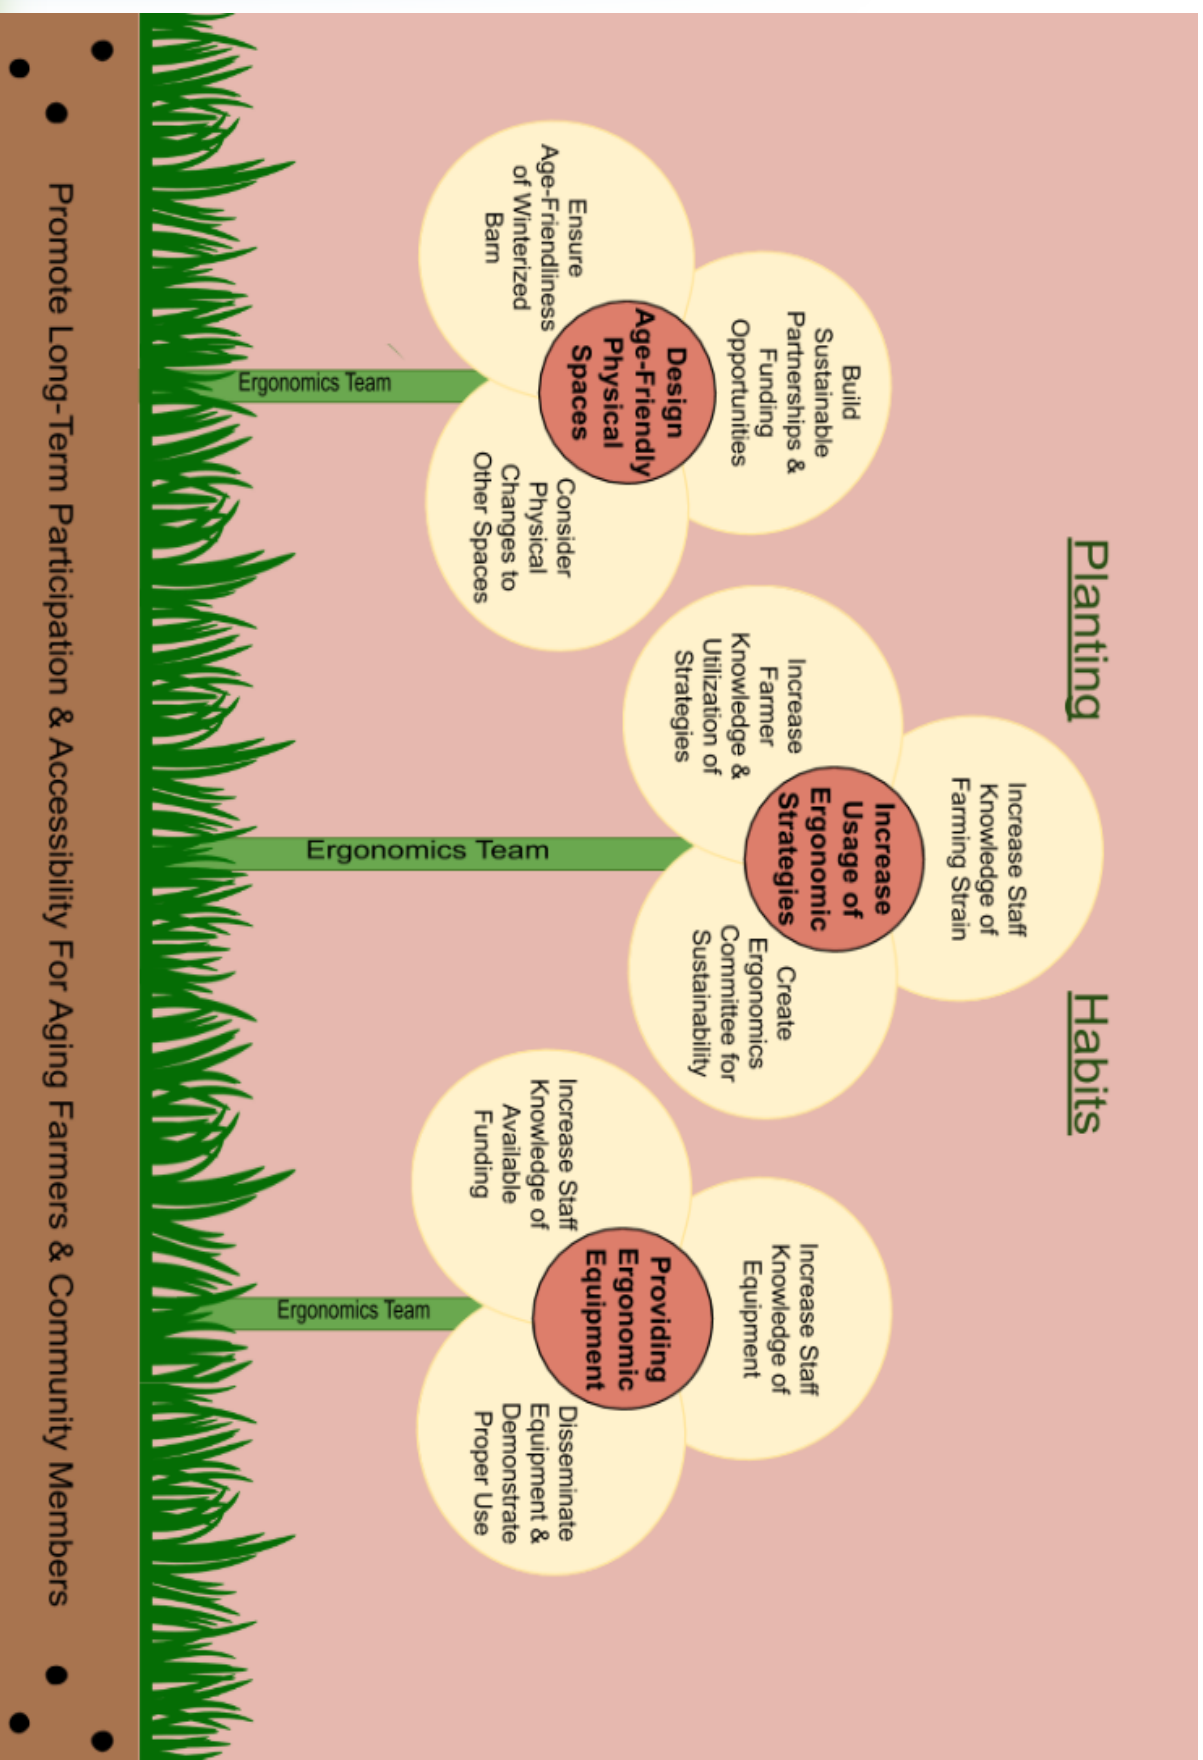 Planting Habits
Build
Sustainable
Partnerships &
Funding
Opportunities
Design
Age-Friendly
Physical
Spaces
Ensure
Age-Friendliness
of Winterized
Barn
Consider
Physical
Changes to
Other Spaces
Ergonomics Team
Increase Staff
Knowledge of
Farming Strain
Increase
Usage of
Ergonomic
Strategies
Increase
Farmer
Knowledge &
Utilization of
Strategies
Create
Ergonomics
Committee for
Sustainability
Ergonomics Team
Increase Staff
Knowledge of
Equipment
Providing
Ergonomic
Equipment
Increase Staff
Knowledge of
Available
Funding
Disseminate
Equipment &
Demonstrate
Proper Use
Ergonomics Team
Promote Long-Term Participation & Accessibility For Aging Farmers & Community Members